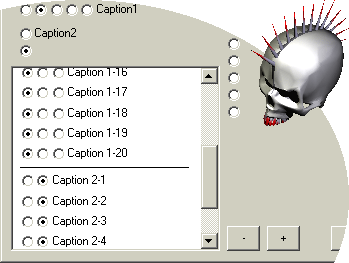 Caption1
Caption2
Caption 1-16
Caption 1-17
Caption 1-18
Caption 1-19
Caption 1-20
Caption 2-1
Caption 2-2
Caption 2-3
Caption 2-4
- +